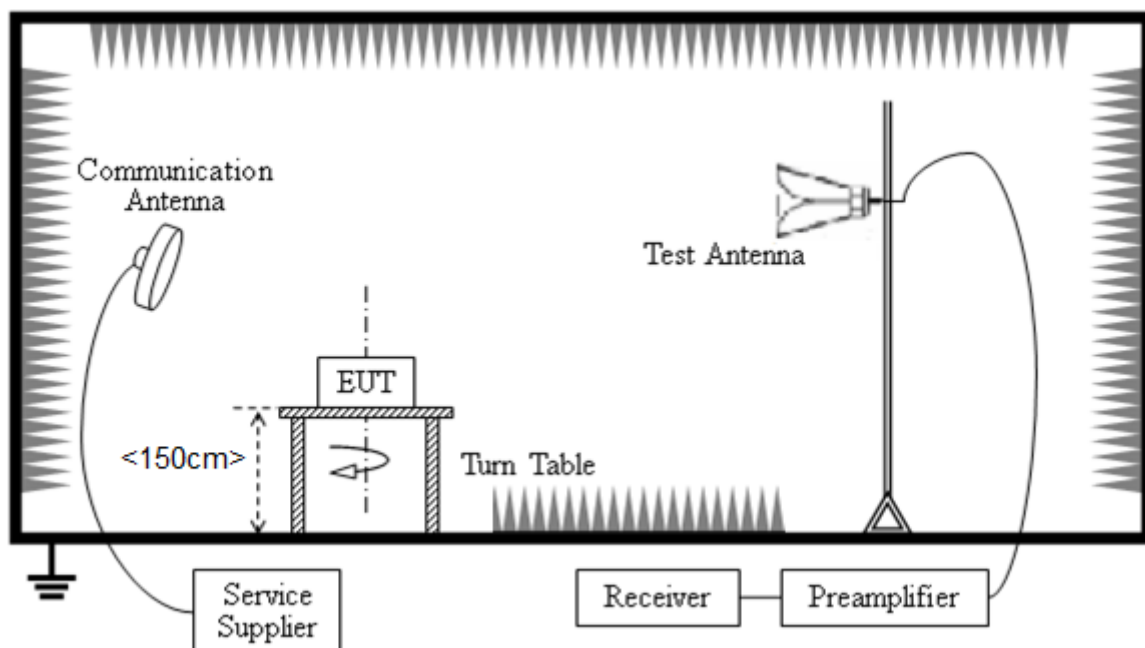 Communication
Antenna
Test Antenna
EUT
<150cm>
Turn Table
Service
Supplier
Receiver
Preamplifier